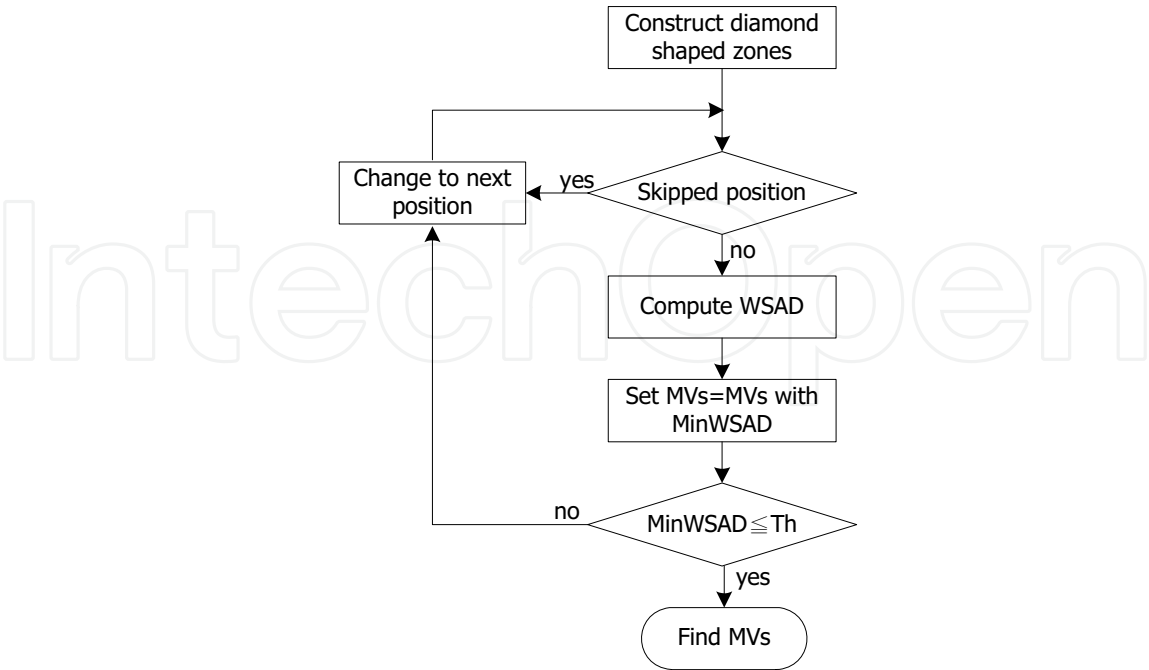 Construct diamond
shaped zones
Change to next
position
yes
Skipped position
no
Compute WSAD
Set MVs=MVs with
MinWSAD
no
MinWSAD≦Th
yes
Find MVs
IntechOpen